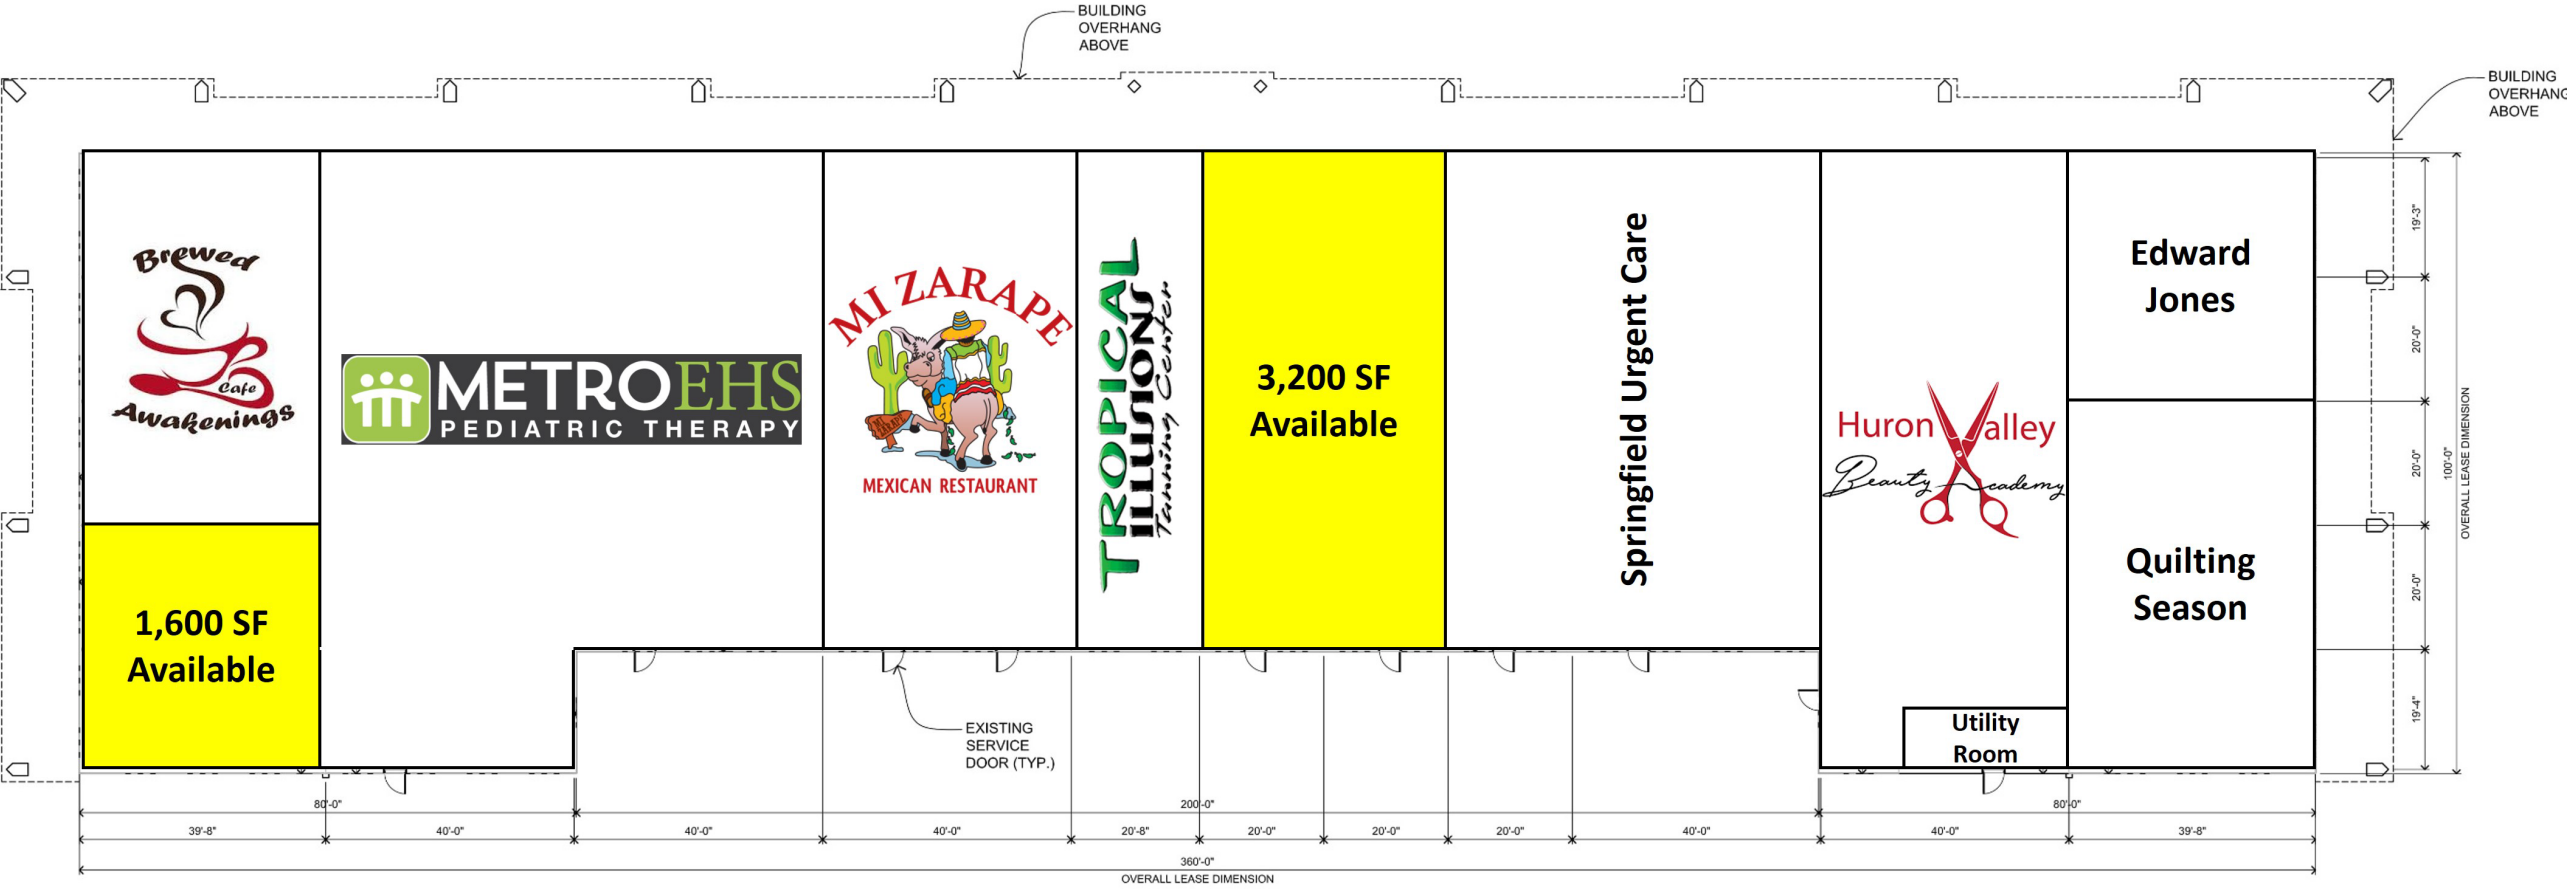 BUILDING
OVERHANG
ABOVE
BUILDING
OVERHANG
ABOVE
Brewed
Cafe
Awakenings
1,600 SF
Available
METROEHS
PEDIATRIC THERAPY
MI ZARAPE
MEXICAN RESTAURANT
TROPICAL
ILLUSIONS
Tanning Center
3,200 SF
Available
Springfield Urgent Care
Huron Valley
Beauty Academy
Utility
Room
Edward
Jones
Quilting
Season
19'-3"
20'-0"
20'-0"
20'-0"
19'-4"
100'-0"
OVERALL LEASE DIMENSION
EXISTING
SERVICE
DOOR (TYP.)
80'-0"
200'-0"
80'-0"
39'-8"
40'-0"
40'-0"
40'-0"
20'-8"
20'-0"
20'-0"
20'-0"
40'-0"
40'-0"
39'-8"
360'-0"
OVERALL LEASE DIMENSION